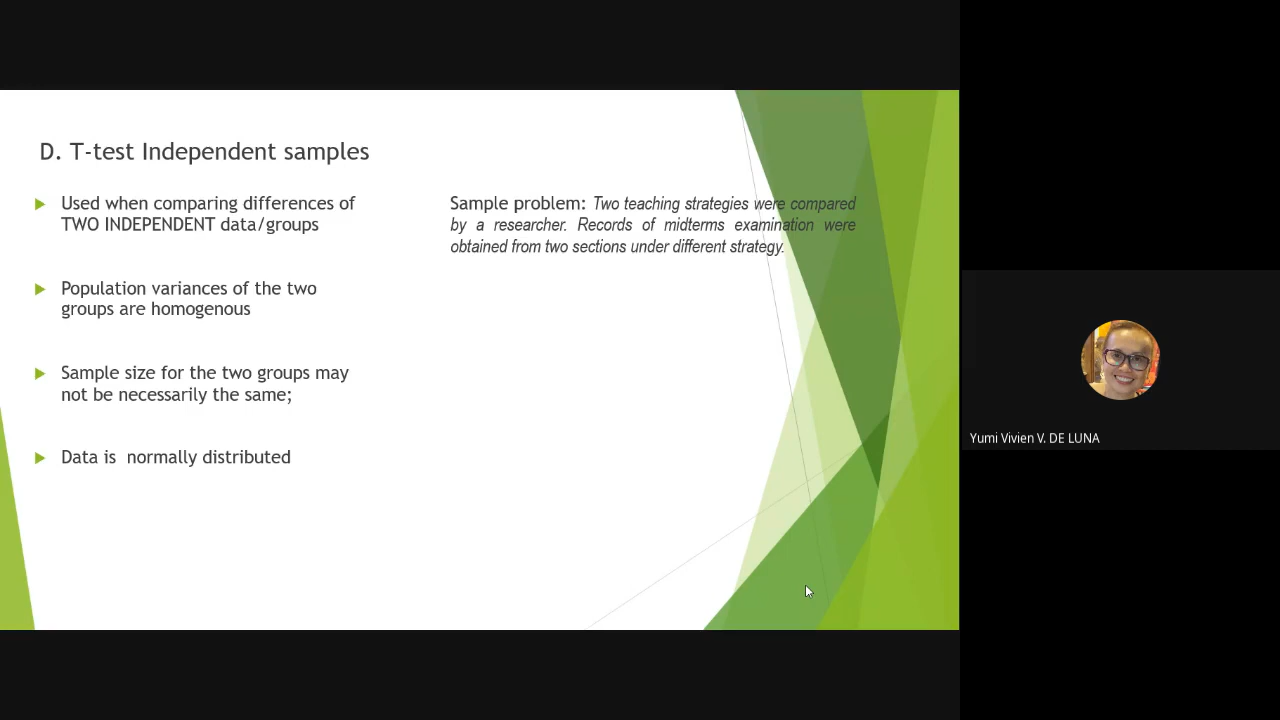 D. T-test Independent samples
Used when comparing differences of
TWO INDEPENDENT data/groups
Population variances of the two
groups are homogenous
Sample size for the two groups may
not be necessarily the same;
Data is  normally distributed
Sample problem: Two teaching strategies were compared
by a researcher. Records of midterms examination were
obtained from two sections under different strategy.
Yumi Vivien V. DE LUNA